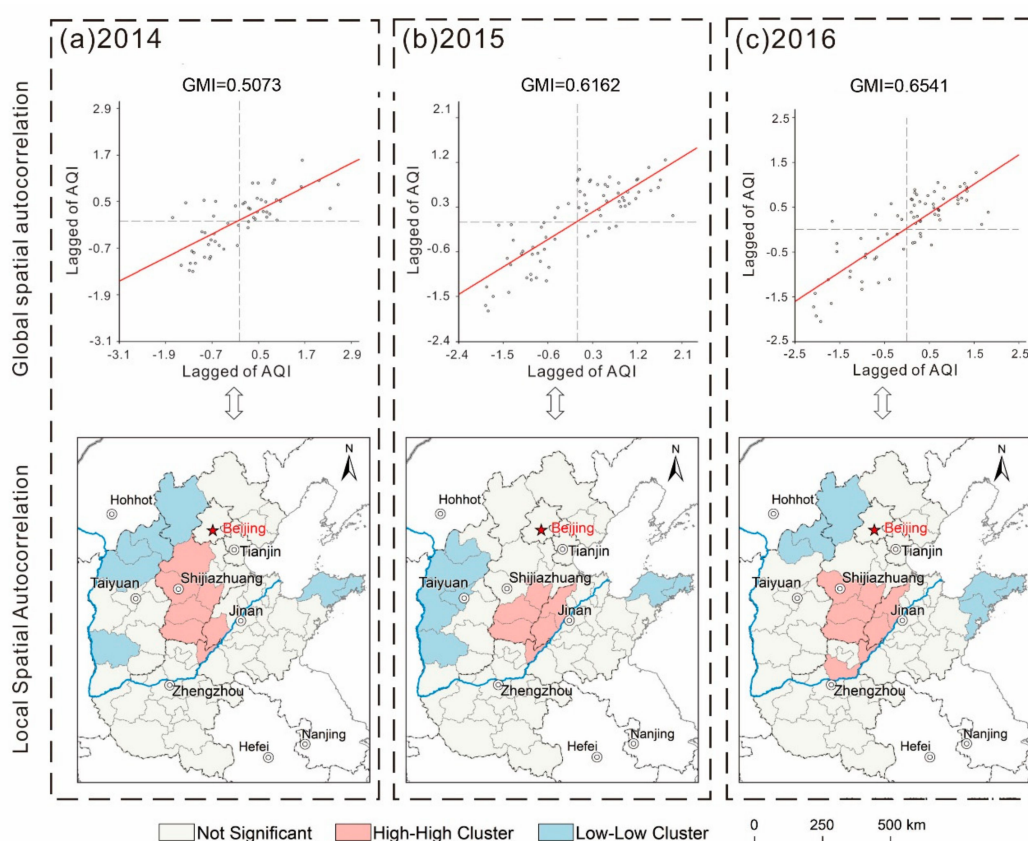 Global spatial autocorrelation
Local Spatial Autocorrelation
(a)2014
GMI=0.5073
Lagged of AQI
2.9
1.7
0.5
-0.7
-1.9
-3.1
-3.1 -1.9 -0.7 0.5 1.7 2.9
Lagged of AQI
(b)2015
GMI=0.6162
Lagged of AQI
2.1
1.2
0.3
-0.6
-1.5
-2.4
-2.4 -1.5 -0.6 0.3 1.2 2.1
Lagged of AQI
(c)2016
GMI=0.6541
Lagged of AQI
2.5
1.5
0.5
-0.5
-1.5
-2.5
-2.5 -1.5 -0.5 0.5 1.5 2.5
Lagged of AQI
N
Hohhot
Beijing
Tianjin
Shijiazhuang
Taiyuan
Jinan
Zhengzhou
Nanjing
Hefei
N
Hohhot
Beijing
Tianjin
Shijiazhuang
Taiyuan
Jinan
Zhengzhou
Nanjing
Hefei
N
Hohhot
Beijing
Tianjin
Shijiazhuang
Taiyuan
Jinan
Zhengzhou
Nanjing
Hefei
Not Significant High-High Cluster Low-Low Cluster
0 250 500 km